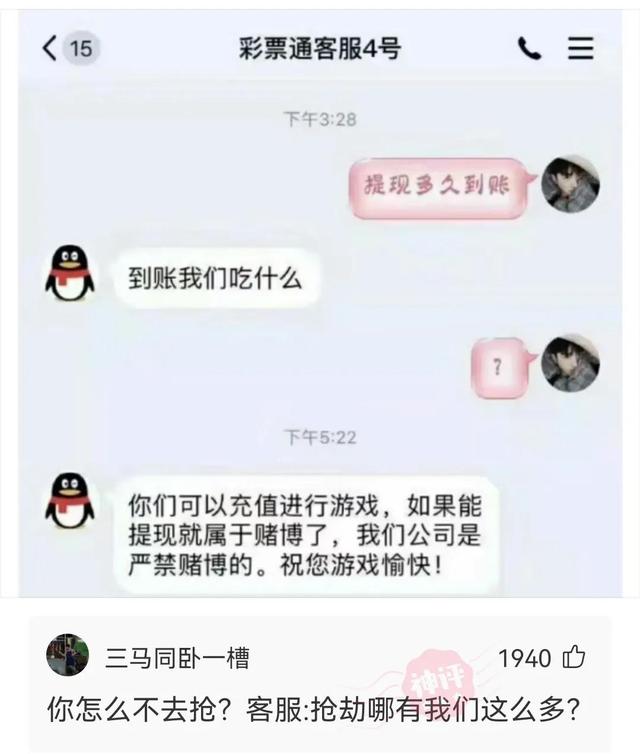 15 彩票通客服4号
下午3:28
提现多久到账
到账我们吃什么
?
下午5:22
你们可以充值进行游戏，如果能
提现就属于赌博了，我们公司是
严禁赌博的。祝您游戏愉快！
三马同卧一槽 1940
神评
你怎么不去抢？客服:抢劫哪有我们这么多?